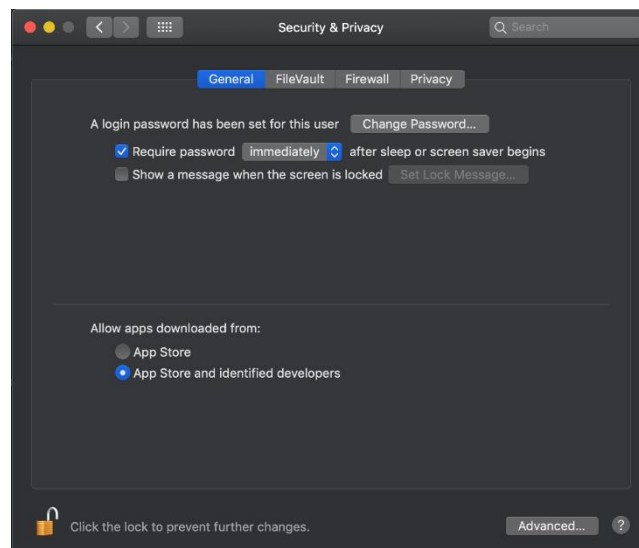 Security & Privacy
Search
General FileVault Firewall Privacy
A login password has been set for this user Change Password...
Require password immediately after sleep or screen saver begins
Show a message when the screen is locked Set Lock Message...
Allow apps downloaded from:
App Store
App Store and identified developers
Click the lock to prevent further changes.
Advanced... ?